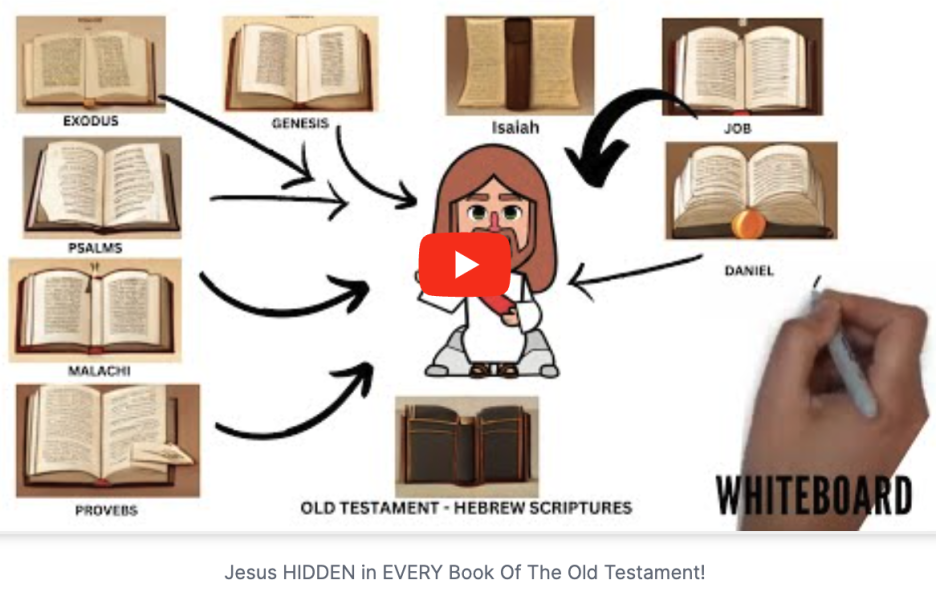 EXODUS
GENESIS
Isaiah
JOB
PSALMS
DANIEL
MALACHI
PROVEBS
OLD TESTAMENT - HEBREW SCRIPTURES
WHITEBOARD
Jesus HIDDEN in EVERY Book Of The Old Testament!